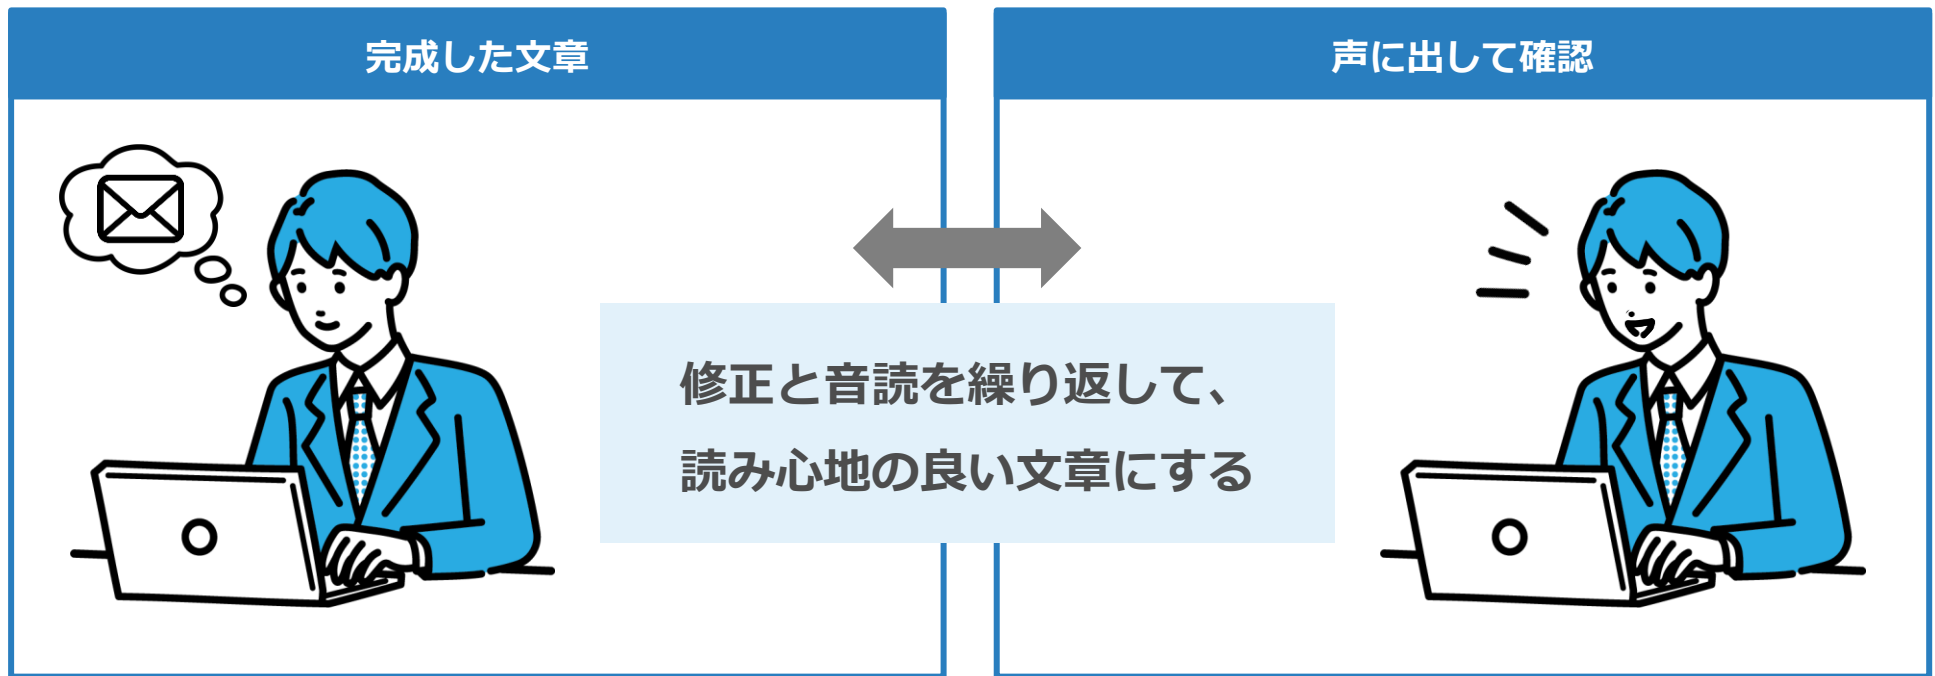 完成した文章
声に出して確認
修正と音読を繰り返して、
読み心地の良い文章にする